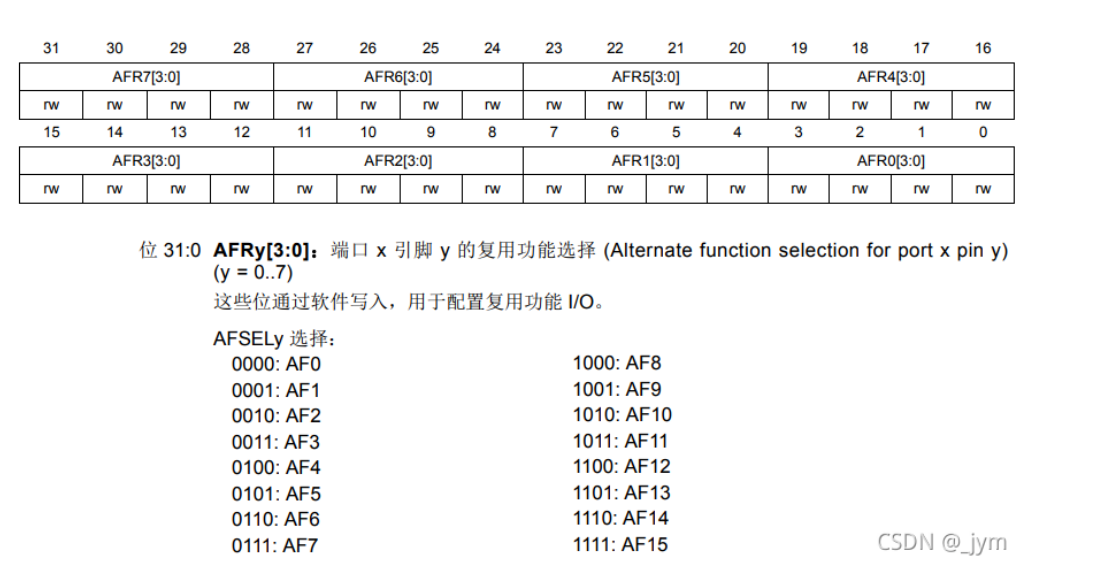 31 30 29 28 27 26 25 24 23 22 21 20 19 18 17 16
AFR7[3:0] AFR6[3:0] AFR5[3:0] AFR4[3:0]
rw rw rw rw rw rw rw rw rw rw rw rw rw rw rw rw
15 14 13 12 11 10 9 8 7 6 5 4 3 2 1 0
AFR3[3:0] AFR2[3:0] AFR1[3:0] AFR0[3:0]
rw rw rw rw rw rw rw rw rw rw rw rw rw rw rw rw
位 31:0 AFRy[3:0]：端口 x 引脚 y 的复用功能选择 (Alternate function selection for port x pin y)
(y = 0..7)
这些位通过软件写入，用于配置复用功能 I/O。
AFSELy 选择：
0000: AF0 1000: AF8
0001: AF1 1001: AF9
0010: AF2 1010: AF10
0011: AF3 1011: AF11
0100: AF4 1100: AF12
0101: AF5 1101: AF13
0110: AF6 1110: AF14
0111: AF7 1111: AF15
CSDN @_jym